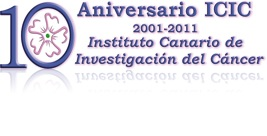 10 Aniversario ICIC
2001-2011
Instituto Canario de
Investigación del Cáncer